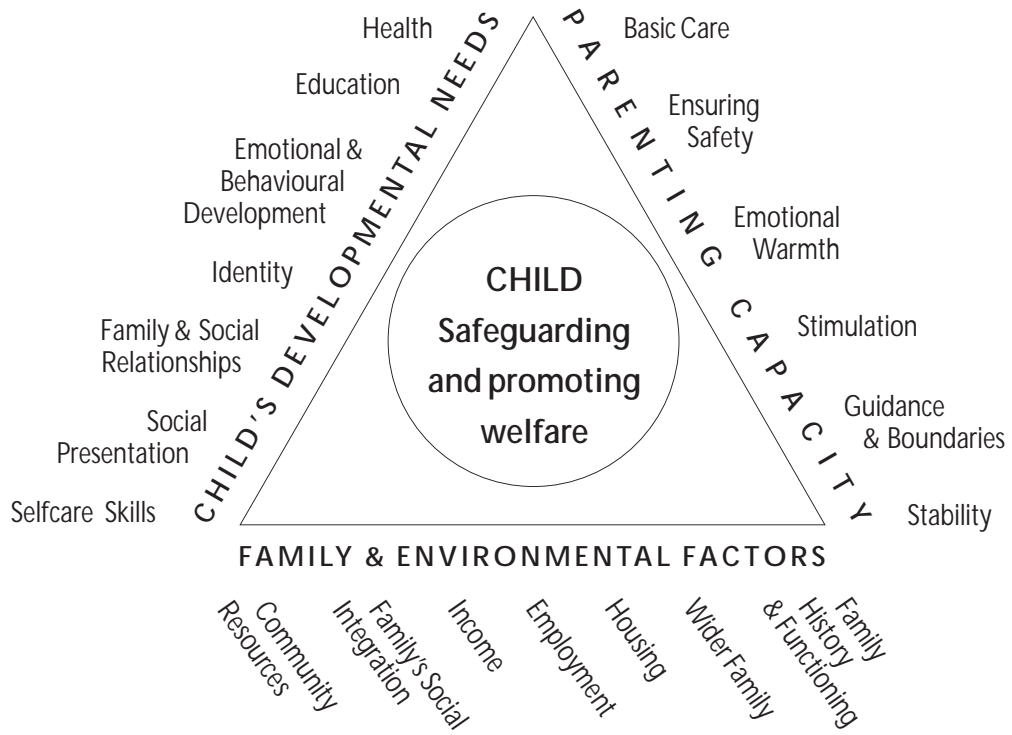 Health
Education
Emotional &
Behavioural
Development
Identity
Family & Social
Relationships
Social
Presentation
Selfcare Skills
CHILD'S DEVELOPMENTAL NEEDS
CHILD
Safeguarding
and promoting
welfare
PARENTING CAPACITY
Basic Care
Ensuring
Safety
Emotional
Warmth
Stimulation
Guidance
& Boundaries
Stability
FAMILY & ENVIRONMENTAL FACTORS
Community
Resources
Family's Social
Integration
Income
Employment
Housing
Wider Family
Family
History
& Functioning